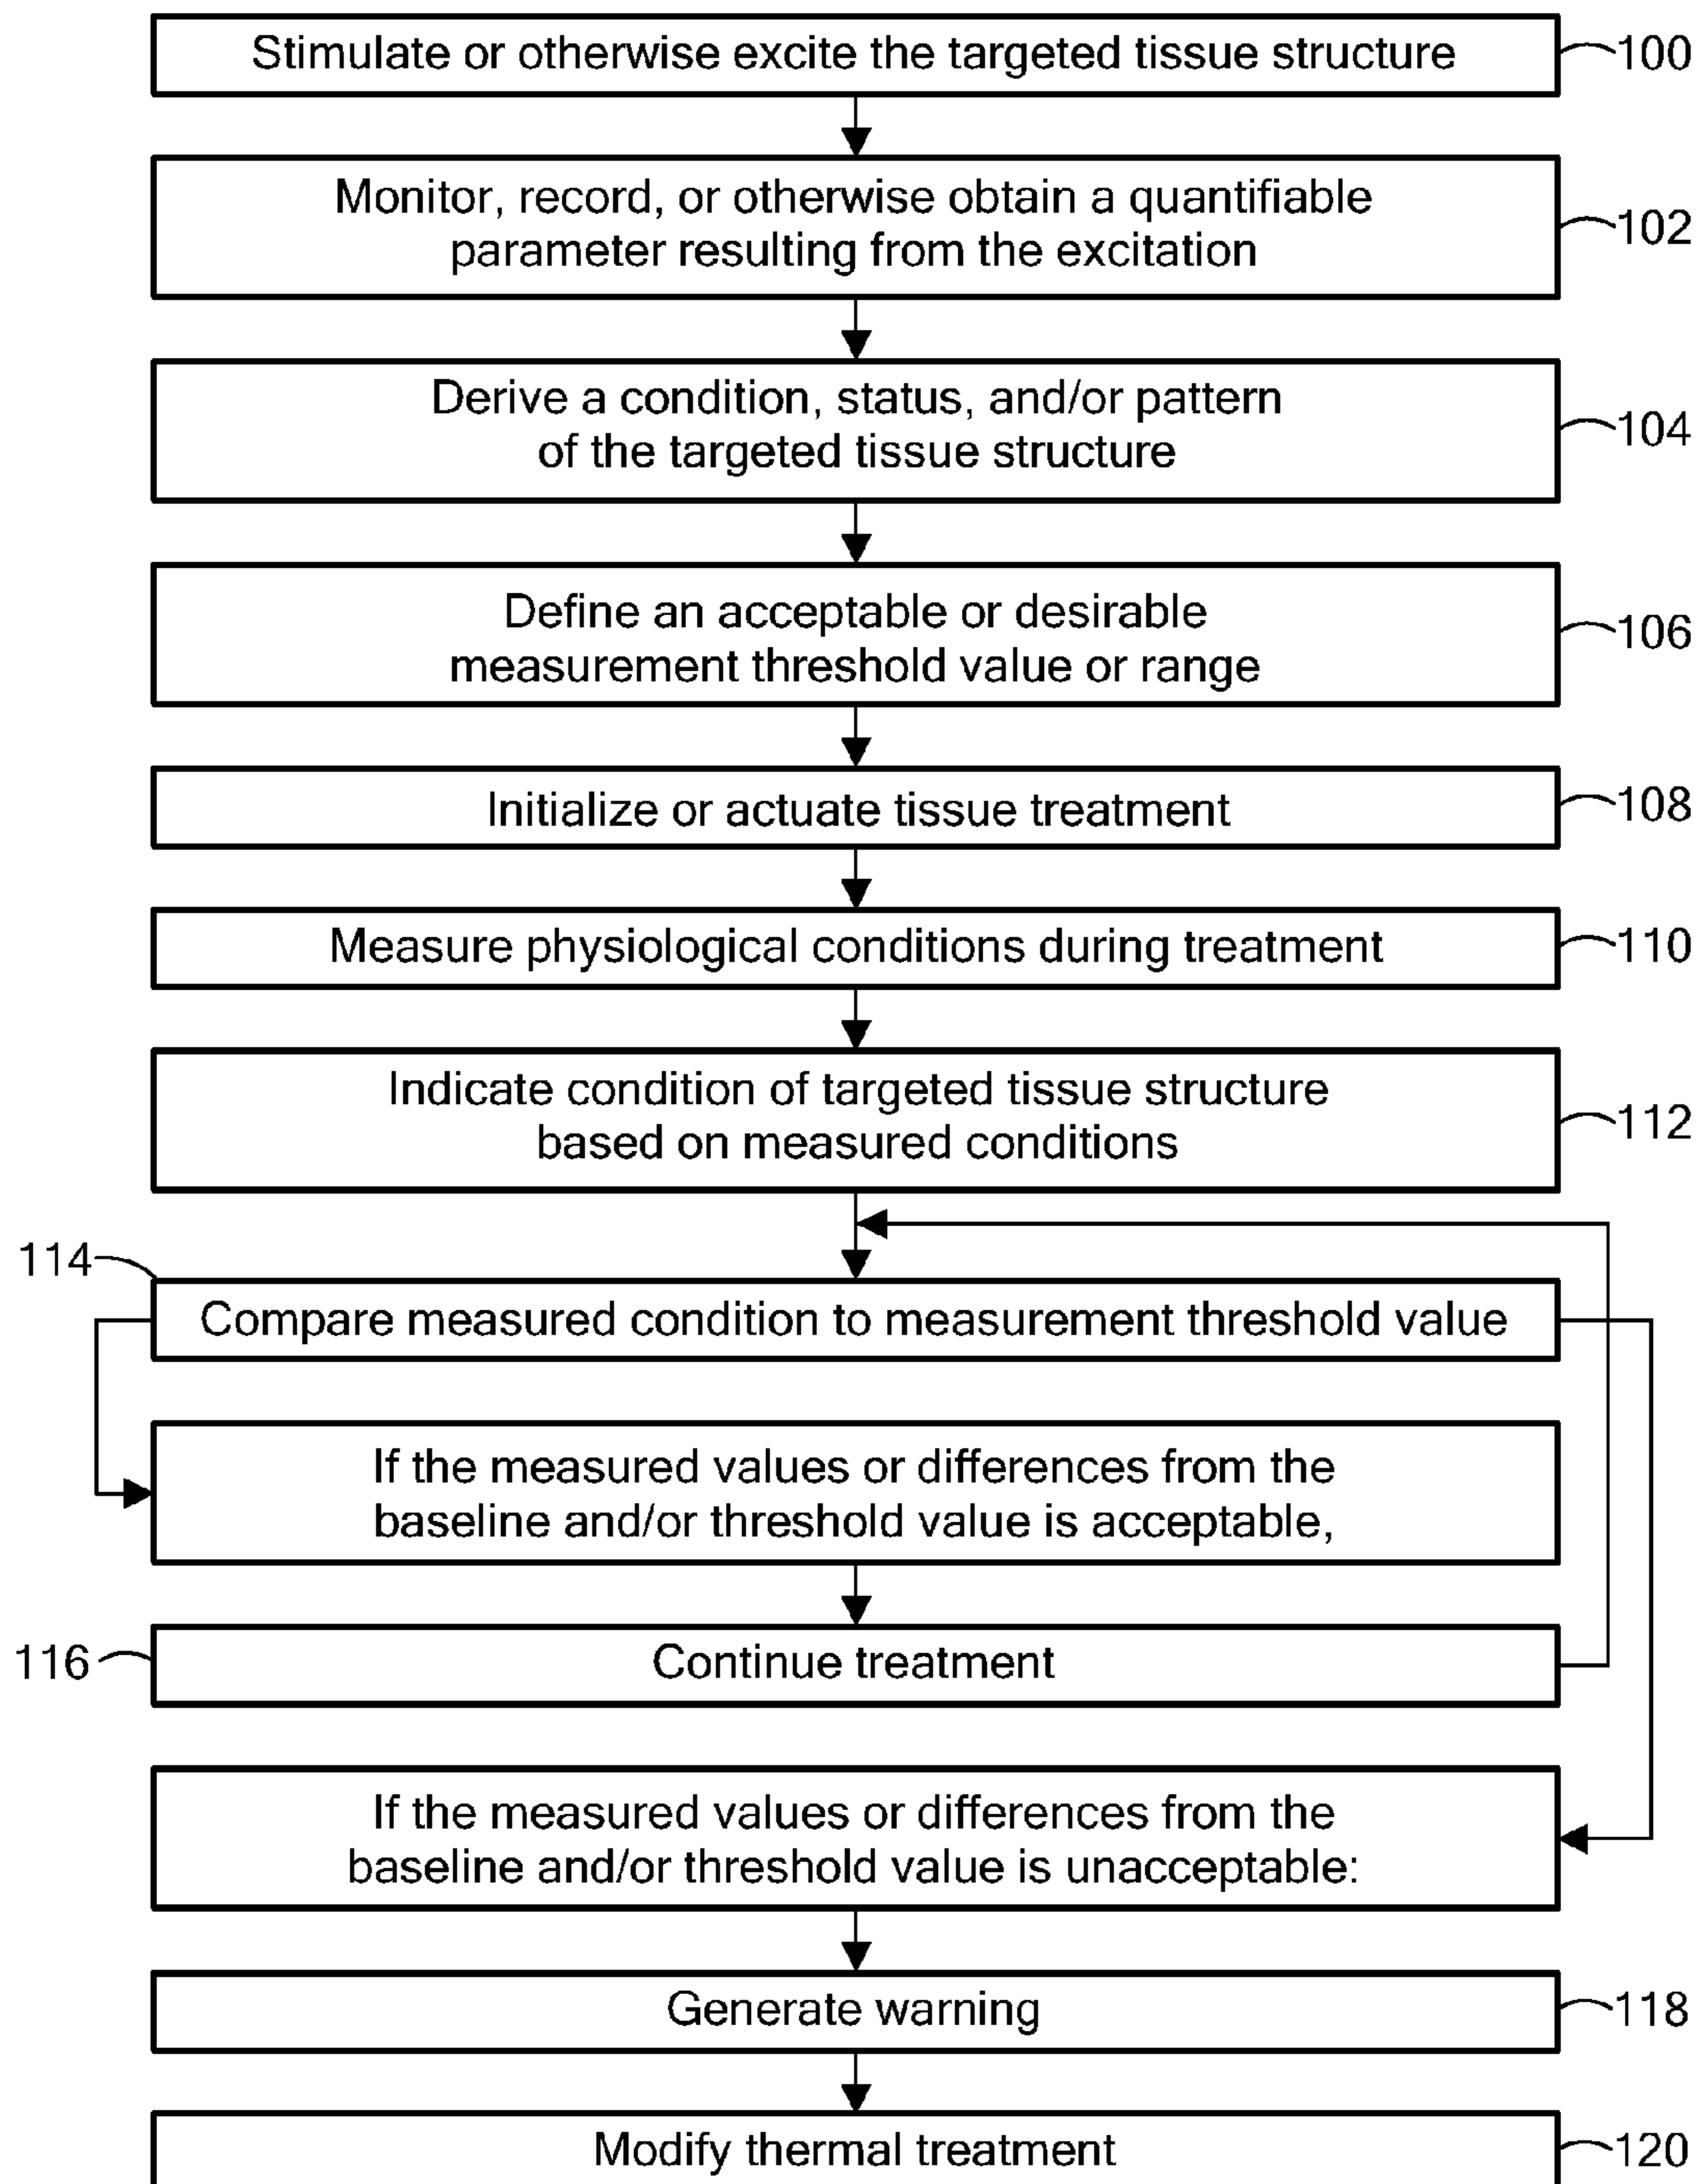 Stimulate or otherwise excite the targeted tissue structure
100
Monitor, record, or otherwise obtain a quantifiable
parameter resulting from the excitation
102
Derive a condition, status, and/or pattern
of the targeted tissue structure
104
Define an acceptable or desirable
measurement threshold value or range
106
Initialize or actuate tissue treatment
108
Measure physiological conditions during treatment
110
Indicate condition of targeted tissue structure
based on measured conditions
112
114
Compare measured condition to measurement threshold value
If the measured values or differences from the
baseline and/or threshold value is acceptable,
116
Continue treatment
If the measured values or differences from the
baseline and/or threshold value is unacceptable:
Generate warning
118
Modify thermal treatment
120